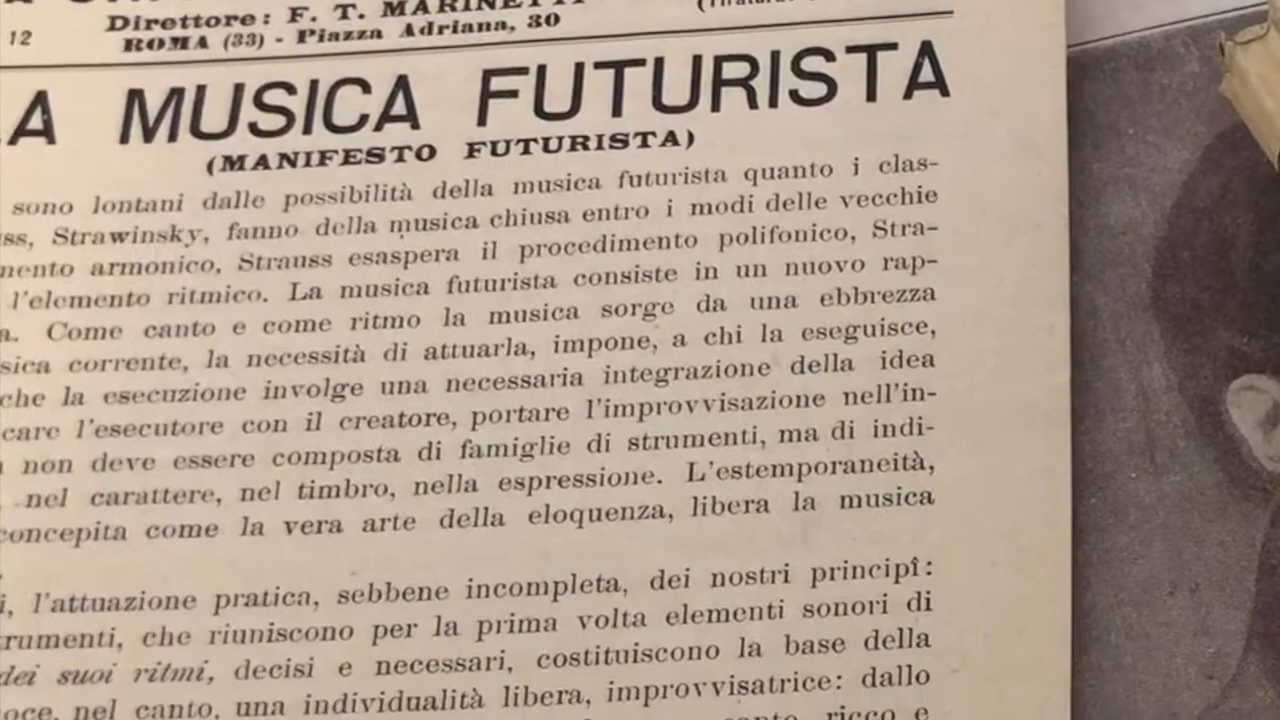 Direttore: F. T. MARINETTI
12 ROMA (33) - Piazza Adriana, 30
LA MUSICA FUTURISTA
(MANIFESTO FUTURISTA)
sono lontani dalle possibilità della musica futurista quanto i clas-
ss, Strawinsky, fanno della musica chiusa entro i modi delle vecchie
mento armonico, Strauss esaspera il procedimento polifonico, Stra-
l'elemento ritmico. La musica futurista consiste in un nuovo rap-
a. Come canto e come ritmo la musica sorge da una ebbrezza
sica corrente, la necessità di attuarla, impone, a chi la eseguisce,
che la esecuzione involge una necessaria integrazione della idea
care l'esecutore con il creatore, portare l'improvvisazione nell'in-
non deve essere composta di famiglie di strumenti, ma di indi-
nel carattere, nel timbro, nella espressione. L'estemporaneità,
concepita come la vera arte della eloquenza, libera la musica
i, l'attuazione pratica, sebbene incompleta, dei nostri principî:
trumenti, che riuniscono per la prima volta elementi sonori di
dei suoi ritmi, decisi e necessari, costituiscono la base della
oce, nel canto, una individualità libera, improvvisatrice: dallo
ricco e